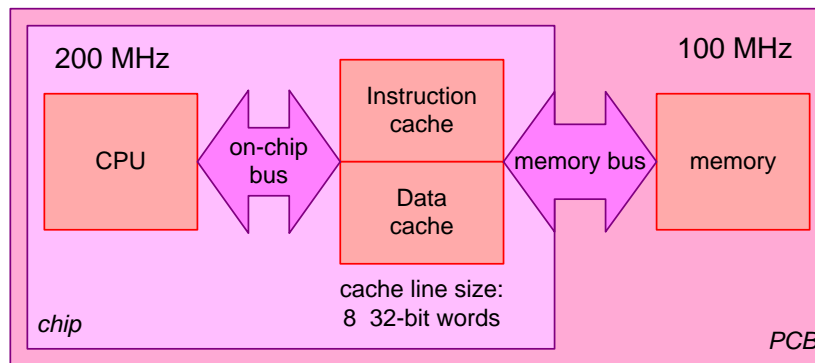 200 MHz
100 MHz
CPU
on-chip
bus
Instruction
cache
Data
cache
memory bus
memory
cache line size:
8 32-bit words
chip
PCB